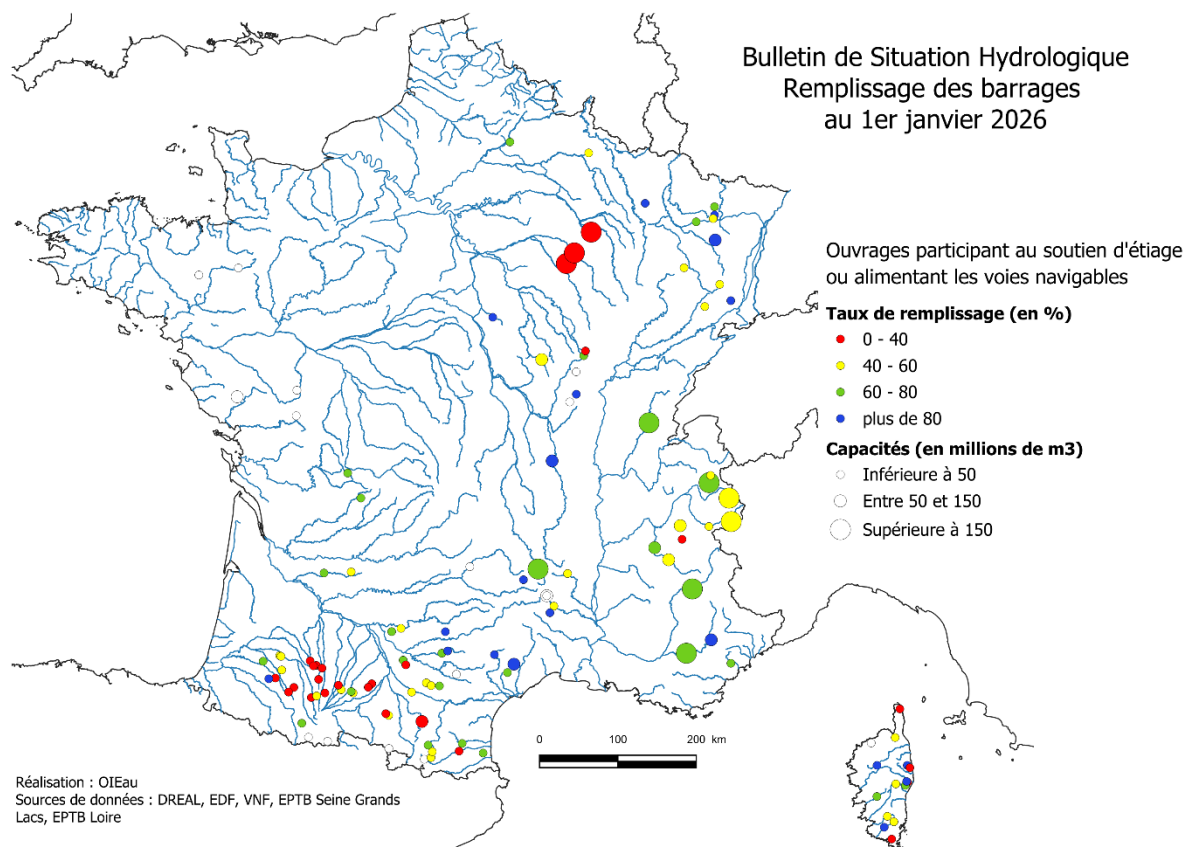 Bulletin de Situation Hydrologique
Remplissage des barrages
au 1er janvier 2026
Ouvrages participant au soutien d'étiage
ou alimentant les voies navigables
Taux de remplissage (en %)
0 - 40
40 - 60
60 - 80
plus de 80
Capacités (en millions de m3)
Inférieure à 50
Entre 50 et 150
Supérieure à 150
0 100 200 km
Réalisation : OIEau
Sources de données : DREAL, EDF, VNF, EPTB Seine Grands
Lacs, EPTB Loire